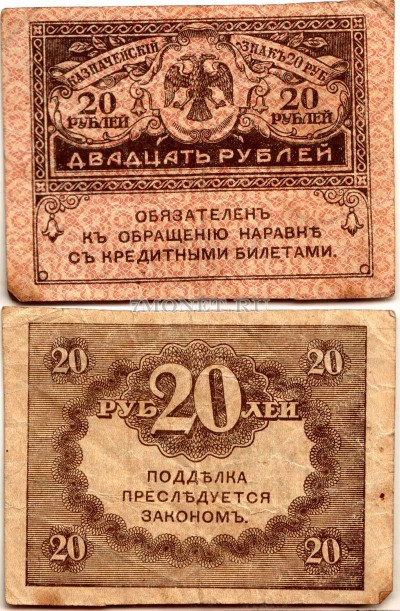 КАЗНАЧЕЙСКІЙ ЗНАКЪ 20 РУБ.
20 РУБЛЕЙ
20 РУБЛЕЙ
ДВАДЦАТЬ РУБЛЕЙ
ОБЯЗАТЕЛЕНЪ
КЪ ОБРАЩЕНІЮ НАРАВНѢ
СЪ КРЕДИТНЫМИ БИЛЕТАМИ.
ZMONET.RU
20 20
РУБ 20 ЛЕЙ
ПОДДѢЛКА
ПРЕСЛѢДУЕТСЯ
ЗАКОНОМЪ.
20 20